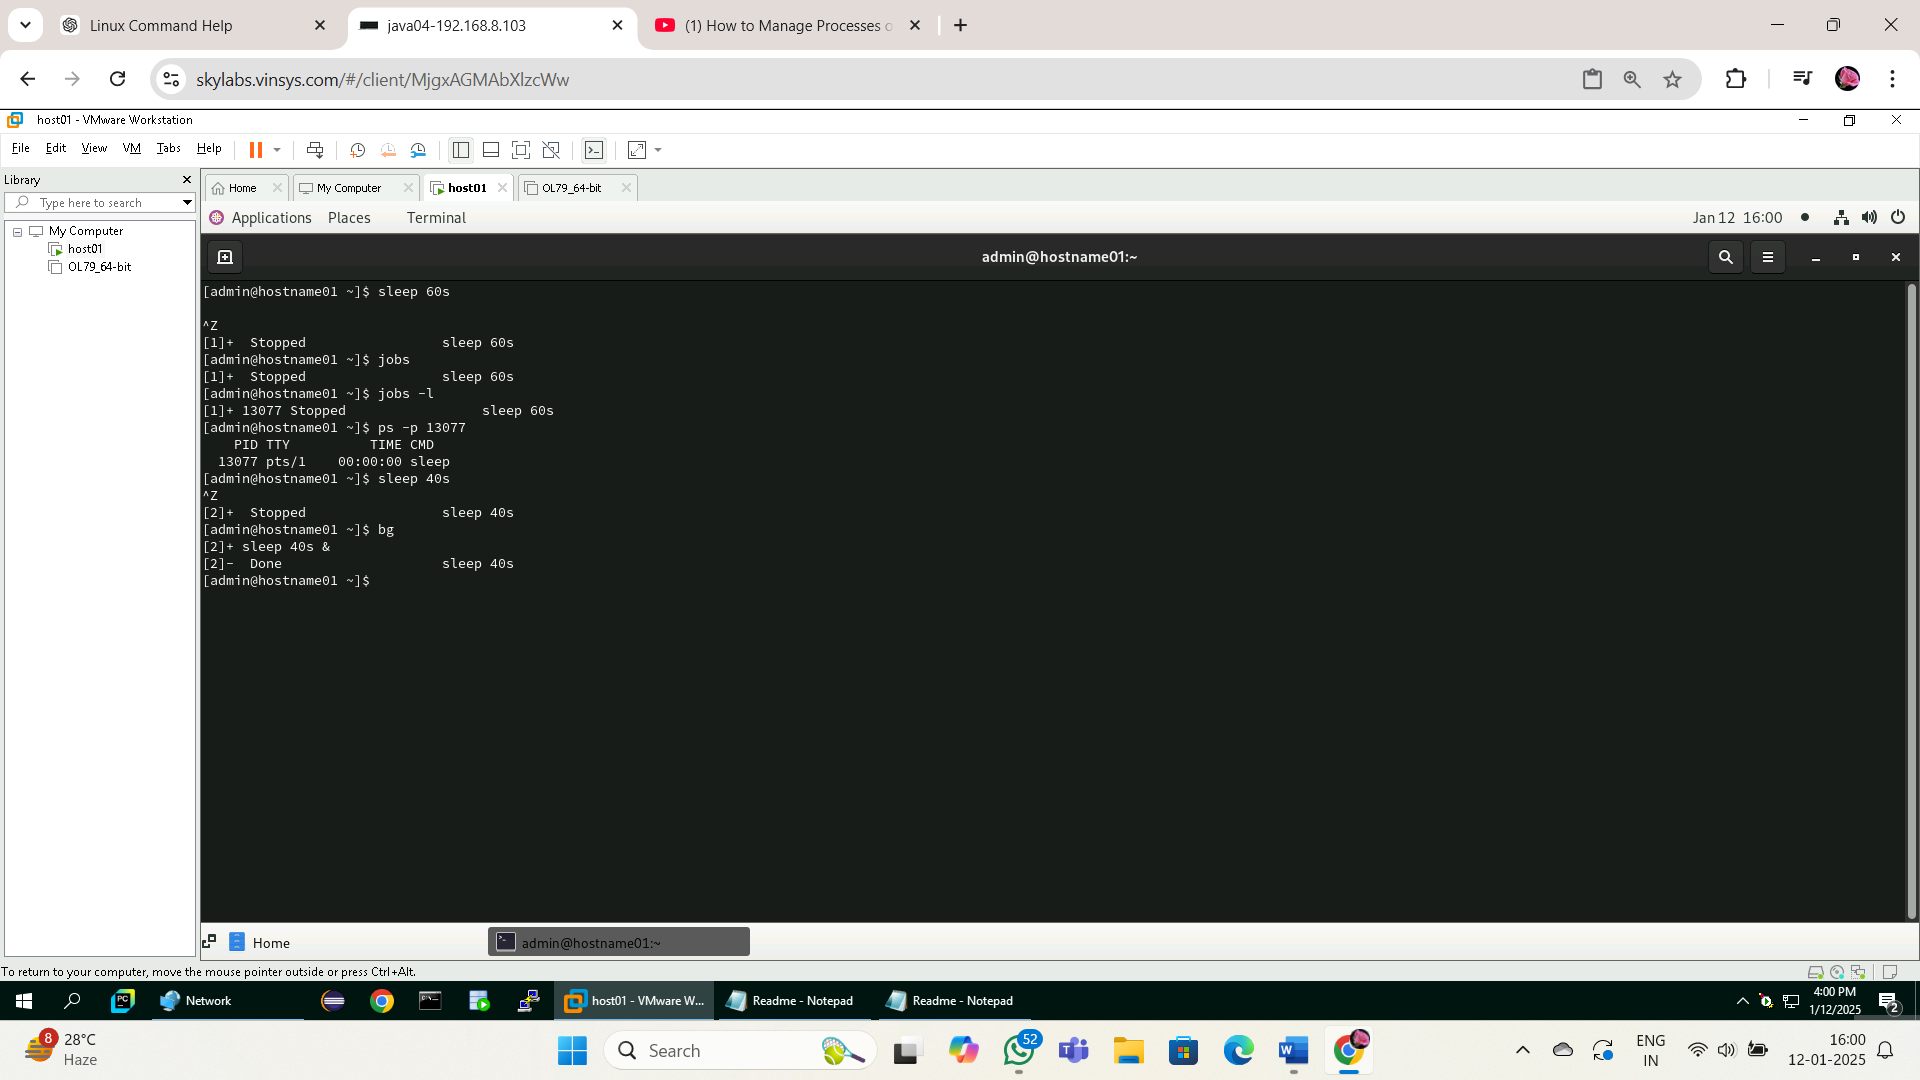 Linux Command Help
java04-192.168.8.103
(1) How to Manage Processes o
skylabs.vinsys.com/#/client/MjgxAGMAbXlzcWw
host01 - VMware Workstation
File Edit View VM Tabs Help
Library
Type here to search
My Computer
host01
OL79_64-bit
Home My Computer host01 OL79_64-bit
Applications Places Terminal Jan 12 16:00
admin@hostname01:~
[admin@hostname01 ~]$ sleep 60s
^Z
[1]+ Stopped sleep 60s
[admin@hostname01 ~]$ jobs
[1]+ Stopped sleep 60s
[admin@hostname01 ~]$ jobs -l
[1]+ 13077 Stopped sleep 60s
[admin@hostname01 ~]$ ps -p 13077
PID TTY TIME CMD
13077 pts/1 00:00:00 sleep
[admin@hostname01 ~]$ sleep 40s
^Z
[2]+ Stopped sleep 40s
[admin@hostname01 ~]$ bg
[2]+ sleep 40s &
[2]- Done sleep 40s
[admin@hostname01 ~]$
Home admin@hostname01:~
To return to your computer, move the mouse pointer outside or press Ctrl+Alt.
PC Network host01 - VMware W... Readme - Notepad Readme - Notepad
4:00 PM
1/12/2025
2
8
28°C
Haze
Search
52
ENG
IN
16:00
12-01-2025